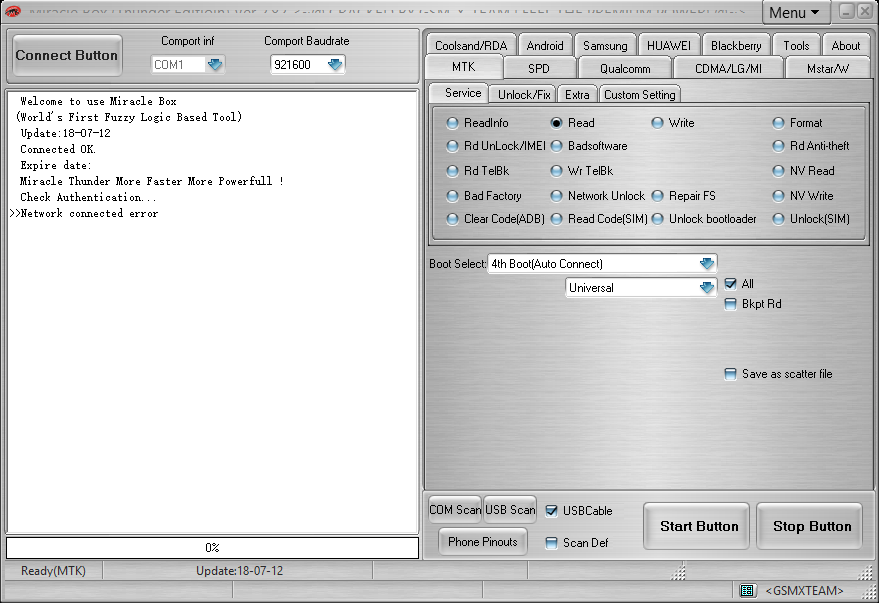 Menu
Connect Button
Comport inf
Comport Baudrate
COM1
921600
Welcome to use Miracle Box
(World's First Fuzzy Logic Based Tool)
Update:18-07-12
Connected OK.
Expire date:
Miracle Thunder More Faster More Powerfull !
Check Authentication...
>>Network connected error
0%
Coolsand/RDA
Android
Samsung
HUAWEI
Blackberry
Tools
About
MTK
SPD
Qualcomm
CDMA/LG/MI
Mstar/W
Service
Unlock/Fix
Extra
Custom Setting
ReadInfo
Read
Write
Format
Rd UnLock/IMEI
Badsoftware
Rd Anti-theft
Rd TelBk
Wr TelBk
NV Read
Bad Factory
Network Unlock
Repair FS
NV Write
Clear Code(ADB)
Read Code(SIM)
Unlock bootloader
Unlock(SIM)
Boot Select:
4th Boot(Auto Connect)
Universal
All
Bkpt Rd
Save as scatter file
COM Scan
USB Scan
USBCable
Phone Pinouts
Scan Def
Start Button
Stop Button
Ready(MTK)
Update:18-07-12
<GSMXTEAM>